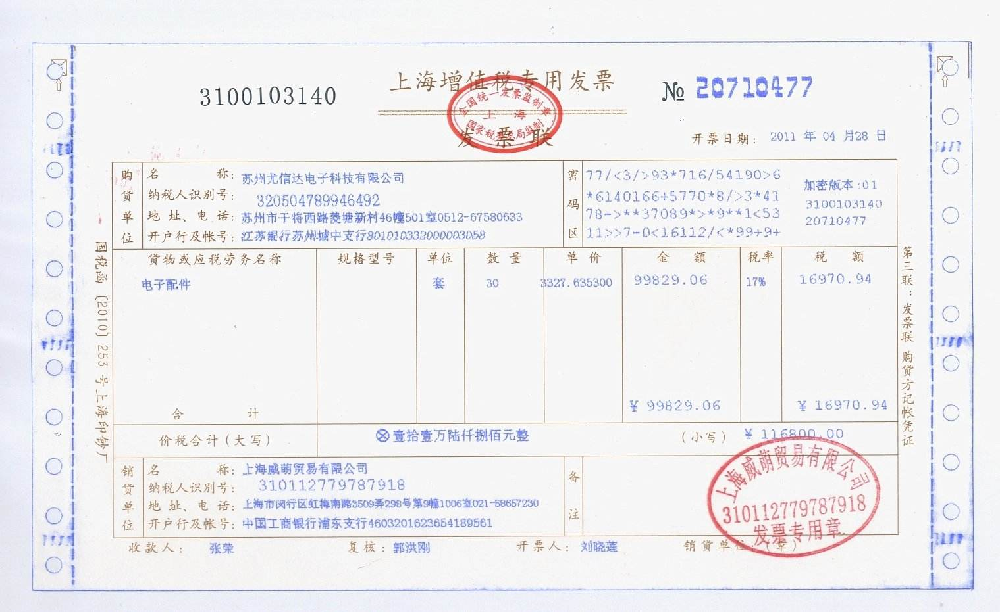 3100103140
上海增值税专用发票
№ 20710477
全国统一发票监制章
上海
国家税务总局监制
发票联
开票日期: 2011 年 04 月28 日
购货单位
名 称: 苏州尤信达电子科技有限公司
纳税人识别号: 320504789946492
地 址、电 话: 苏州市干将西路菱塘新村46幢501室0512-67580633
开户行及帐号: 江苏银行苏州城中支行8010103320000003058
密码区
77/<3/>93*716/54190>6
*6140166+5770*8/>3*41
78->**37089*>*9**1<53
11>>7-0<16112/<*99+9+
加密版本:01
3100103140
20710477
货物或应税劳务名称 规格型号 单位 数 量 单 价 金 额 税率 税 额
电子配件 套 30 3327.635300 99829.06 17% 16970.94
合 计 ¥ 99829.06 ¥ 16970.94
价税合计(大写) ⊗壹拾壹万陆仟捌佰元整 (小写) ¥ 116800.00
销货单位
名 称: 上海威萌贸易有限公司
纳税人识别号: 310112779787918
地 址、电 话: 上海市闵行区虹梅南路3509弄298号第9幢1006室021-58657230
开户行及帐号: 中国工商银行浦东支行4603201623654189561
备注
上海威萌贸易有限公司
310112779787918
发票专用章
收款人: 张荣 复核: 郭洪刚 开票人: 刘晓莲 销货单位:(章)
国税函[2010]253号上海印钞厂
第三联:发票联 购货方记帐凭证